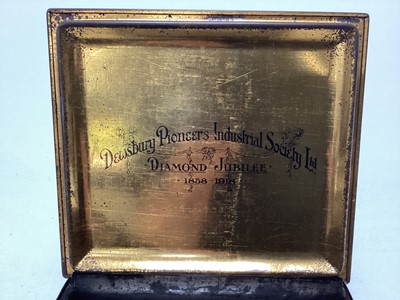 Dewsbury Pioneers Industrial Society Ltd
DIAMOND JUBILEE
· 1858 - 1918 ·